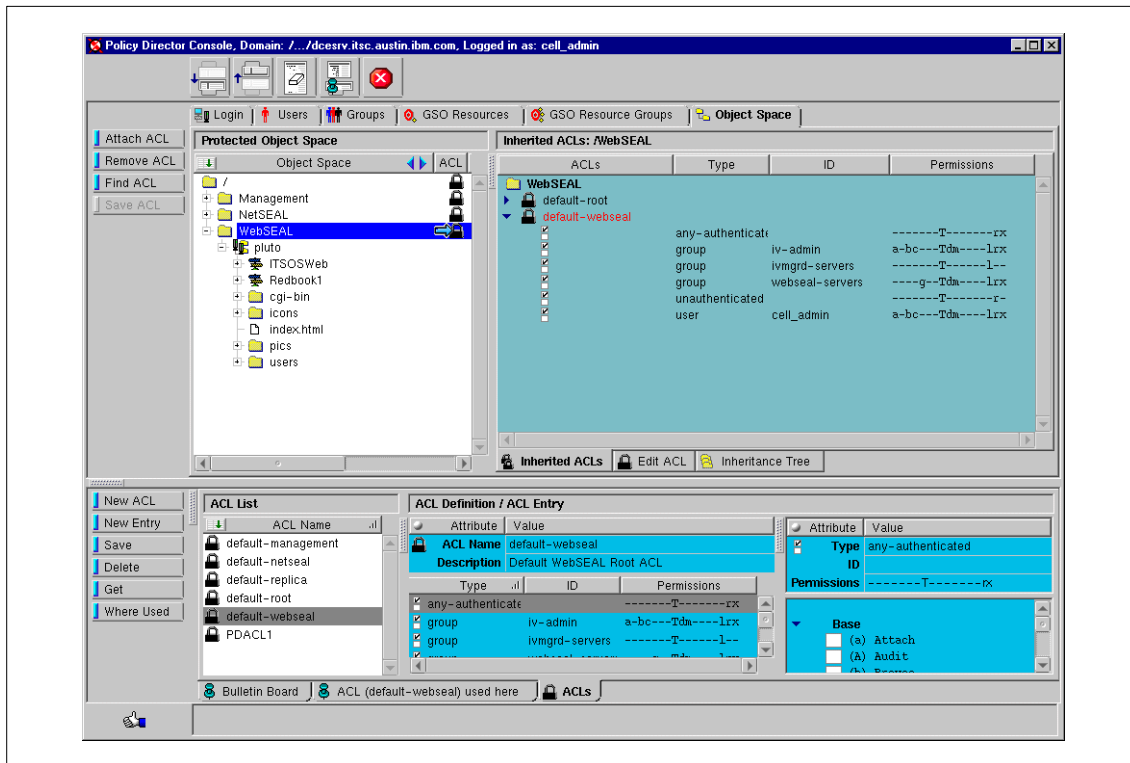 Policy Director Console, Domain: /.../dcesrv.itsc.austin.ibm.com, Logged in as: cell_admin
Login Users Groups GSO Resources GSO Resource Groups Object Space
Attach ACL
Remove ACL
Find ACL
Save ACL
Protected Object Space
Object Space ACL
/
Management
NetSEAL
WebSEAL
pluto
ITSOSWeb
Redbook1
cgi-bin
icons
index.html
pics
users
Inherited ACLs: /WebSEAL
ACLs Type ID Permissions
WebSEAL
default-root
default-webseal
any-authenticate -------T-------rx
group iv-admin a-bc---Tdm----lrx
group ivmgrd-servers -------T------l--
group webseal-servers ----g--Tdm----lrx
unauthenticated -------T-------r-
user cell_admin a-bc---Tdm----lrx
Inherited ACLs Edit ACL Inheritance Tree
New ACL
New Entry
Save
Delete
Get
Where Used
ACL List
ACL Name
default-management
default-netseal
default-replica
default-root
default-webseal
PDACL1
ACL Definition / ACL Entry
Attribute Value
ACL Name default-webseal
Description Default WebSEAL Root ACL
Type ID Permissions
any-authenticate -------T-------rx
group iv-admin a-bc---Tdm----lrx
group ivmgrd-servers -------T------l--
Attribute Value
Type any-authenticated
ID
Permissions -------T-------rx
Base
(a) Attach
(A) Audit
Bulletin Board ACL (default-webseal) used here ACLs